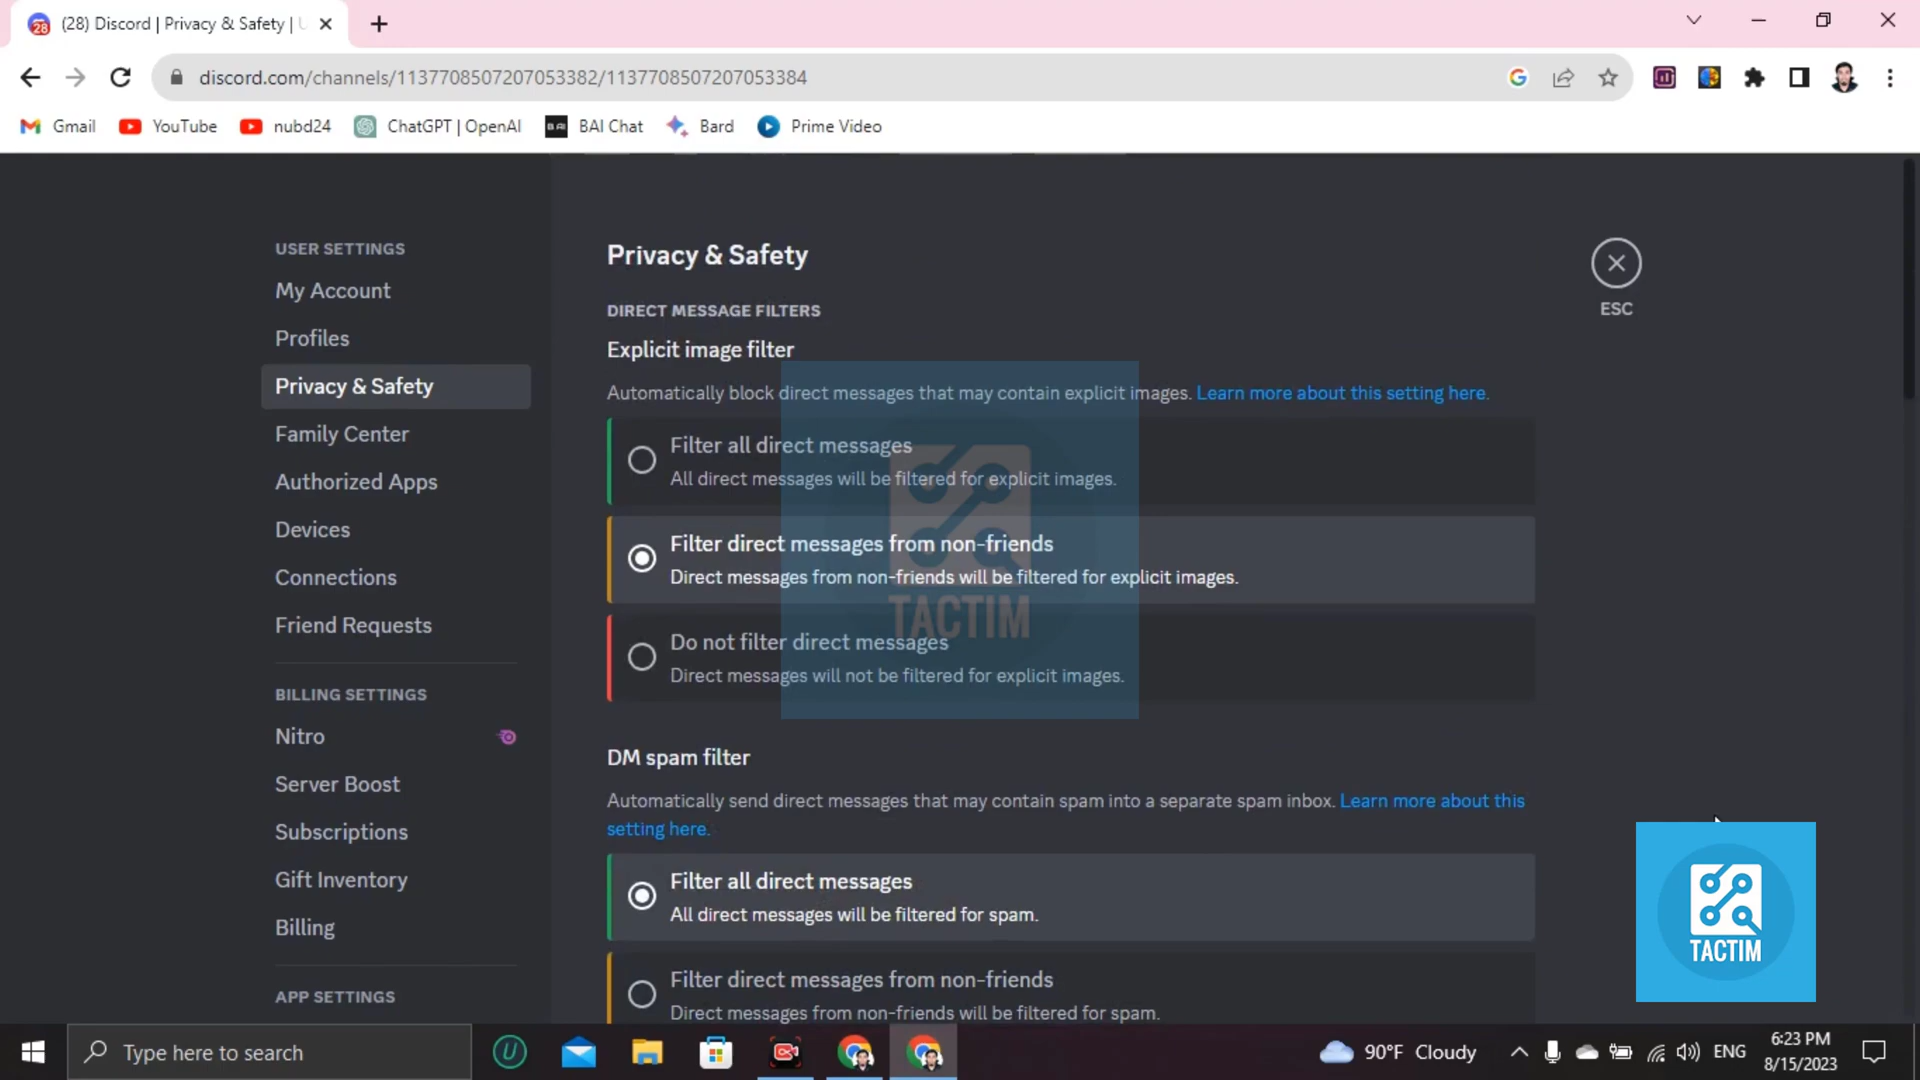 28
(28) Discord | Privacy & Safety | U
discord.com/channels/1137708507207053382/1137708507207053384
Gmail
YouTube
nubd24
ChatGPT | OpenAI
BAI Chat
Bard
Prime Video
USER SETTINGS
My Account
Profiles
Privacy & Safety
Family Center
Authorized Apps
Devices
Connections
Friend Requests
BILLING SETTINGS
Nitro
Server Boost
Subscriptions
Gift Inventory
Billing
APP SETTINGS
Privacy & Safety
ESC
DIRECT MESSAGE FILTERS
Explicit image filter
Automatically block direct messages that may contain explicit images. Learn more about this setting here.
Filter all direct messages
All direct messages will be filtered for explicit images.
Filter direct messages from non-friends
Direct messages from non-friends will be filtered for explicit images.
TACTIM
Do not filter direct messages
Direct messages will not be filtered for explicit images.
DM spam filter
Automatically send direct messages that may contain spam into a separate spam inbox. Learn more about this
setting here.
Filter all direct messages
All direct messages will be filtered for spam.
Filter direct messages from non-friends
Direct messages from non-friends will be filtered for spam.
TACTIM
Type here to search
90°F Cloudy
ENG
6:23 PM
8/15/2023